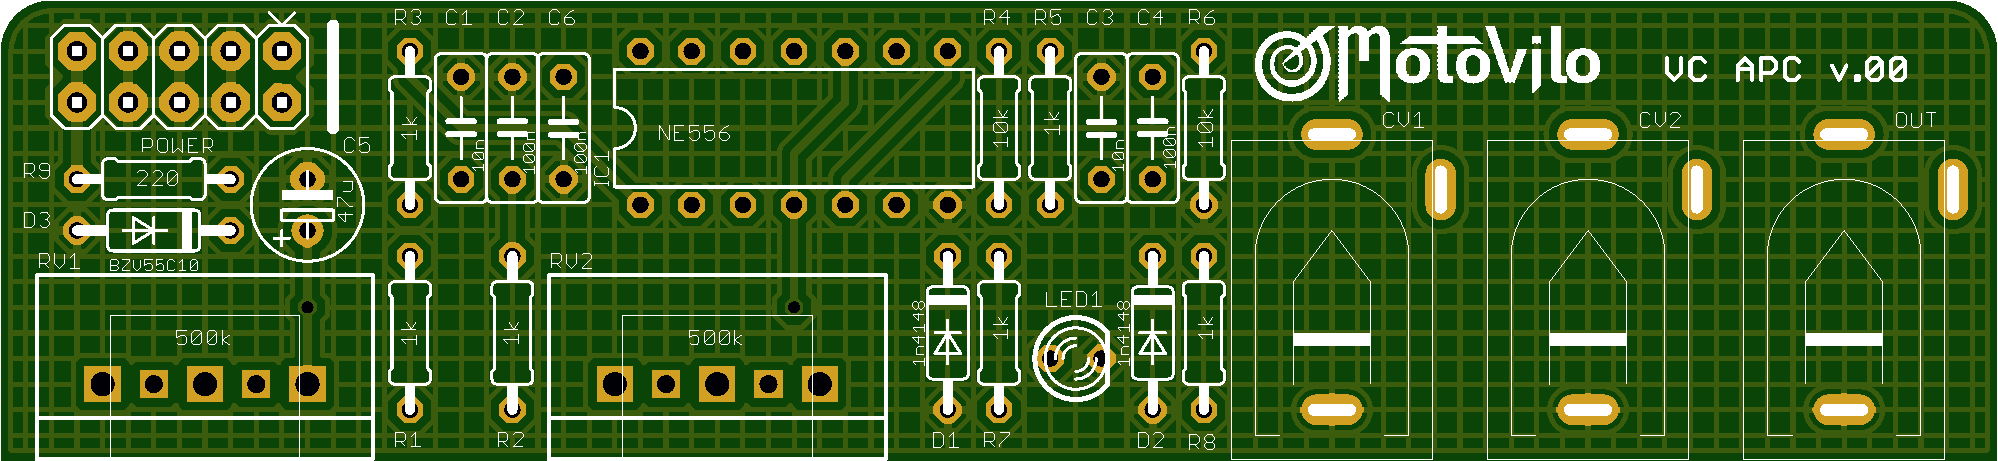 R3 C1 C2 C6 R4 R5 C3 C4 R6
MotoVilo VC APC v.00
CV1 CV2 OUT
1k 10n 100n 100n IC1 NE556 10k 1k 10n 100n 10k
POWER C5
R9 220 47u
D3 +
BZV55C10
RV1 RV2
500k 1k 1k 500k 1n4148 1k LED1 1n4148 1k
R1 R2 D1 R7 D2 R8